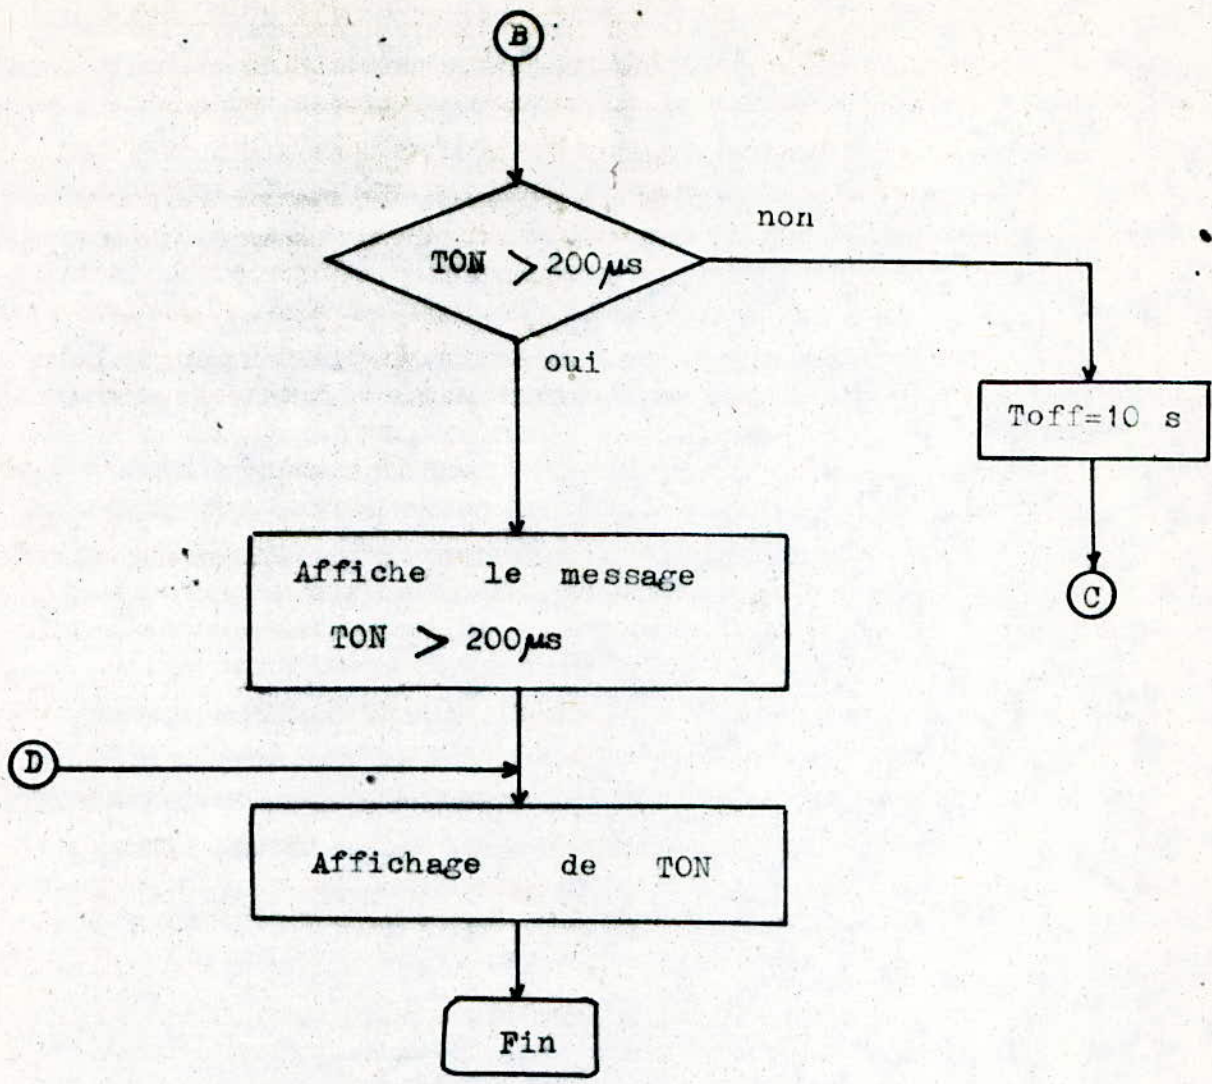 B
non
TON > 200μs
oui
Toff=10 s
Affiche le message
TON > 200μs
C
D
Affichage de TON
Fin